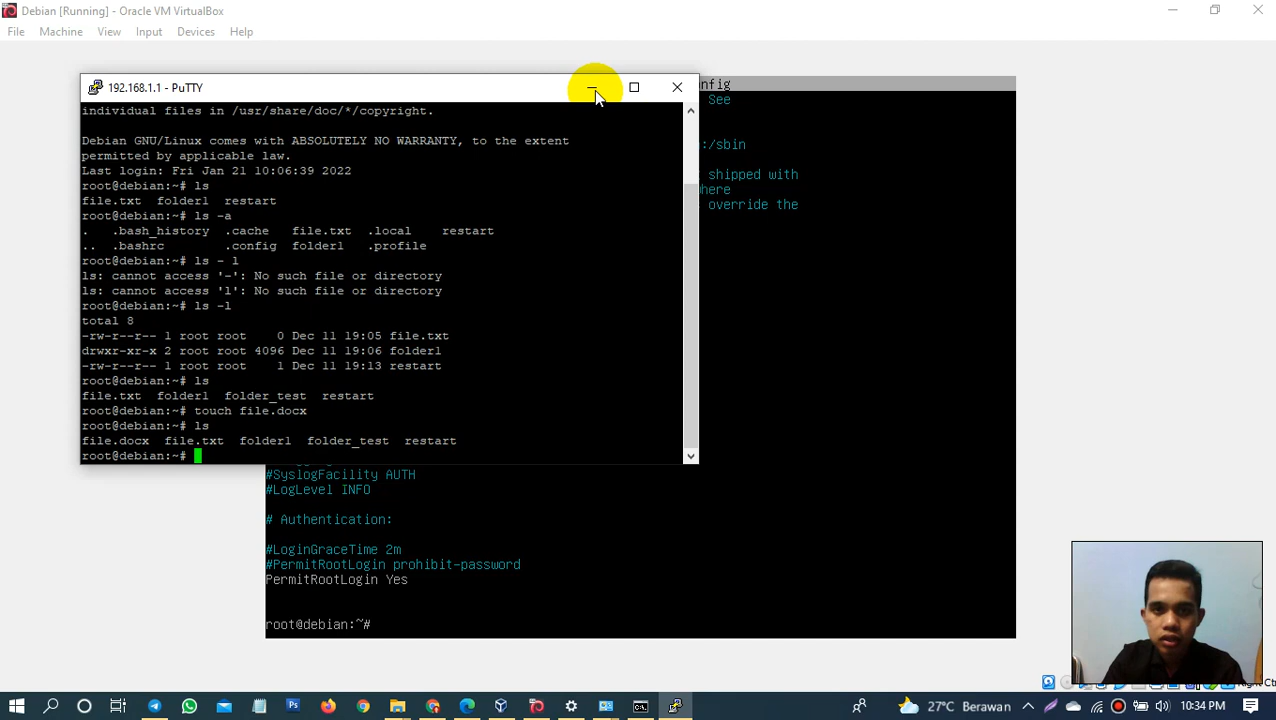 Debian [Running] - Oracle VM VirtualBox
File Machine View Input Devices Help
192.168.1.1 - PuTTY
individual files in /usr/share/doc/*/copyright.
Debian GNU/Linux comes with ABSOLUTELY NO WARRANTY, to the extent
permitted by applicable law.
Last login: Fri Jan 21 10:06:39 2022
root@debian:~# ls
file.txt folder1 restart
root@debian:~# ls -a
. .bash_history .cache file.txt .local restart
.. .bashrc .config folder1 .profile
root@debian:~# ls - l
ls: cannot access '-': No such file or directory
ls: cannot access 'l': No such file or directory
root@debian:~# ls -l
total 8
-rw-r--r-- 1 root root 0 Dec 11 19:05 file.txt
drwxr-xr-x 2 root root 4096 Dec 11 19:06 folder1
-rw-r--r-- 1 root root 1 Dec 11 19:13 restart
root@debian:~# ls
file.txt folder1 folder_test restart
root@debian:~# touch file.docx
root@debian:~# ls
file.docx file.txt folder1 folder_test restart
root@debian:~#
nfig
See
:/sbin
shipped with
where
override the
#SyslogFacility AUTH
#LogLevel INFO
# Authentication:
#LoginGraceTime 2m
#PermitRootLogin prohibit-password
PermitRootLogin Yes
root@debian:~#
27°C Berawan
10:34 PM